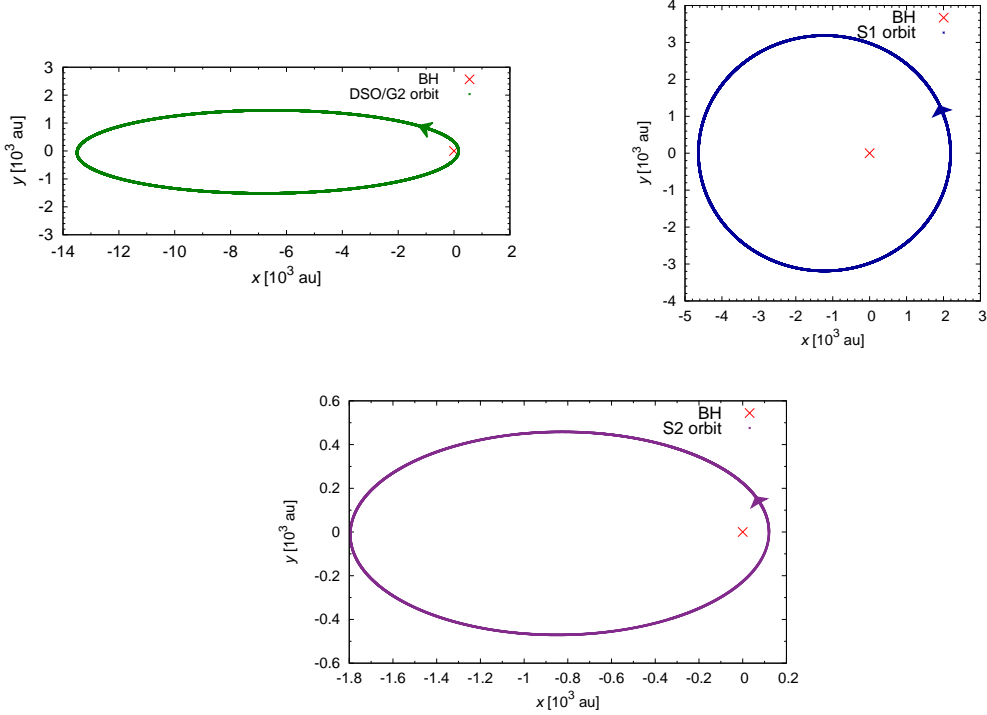 BH
DSO/G2 orbit
3
2
1
0
-1
-2
-3
y [10³ au]
-14 -12 -10 -8 -6 -4 -2 0 2
x [10³ au]
BH
S1 orbit
4
3
2
1
0
-1
-2
-3
-4
y [10³ au]
-5 -4 -3 -2 -1 0 1 2 3
x [10³ au]
BH
S2 orbit
0.6
0.4
0.2
0
-0.2
-0.4
-0.6
y [10³ au]
-1.8 -1.6 -1.4 -1.2 -1 -0.8 -0.6 -0.4 -0.2 0 0.2
x [10³ au]